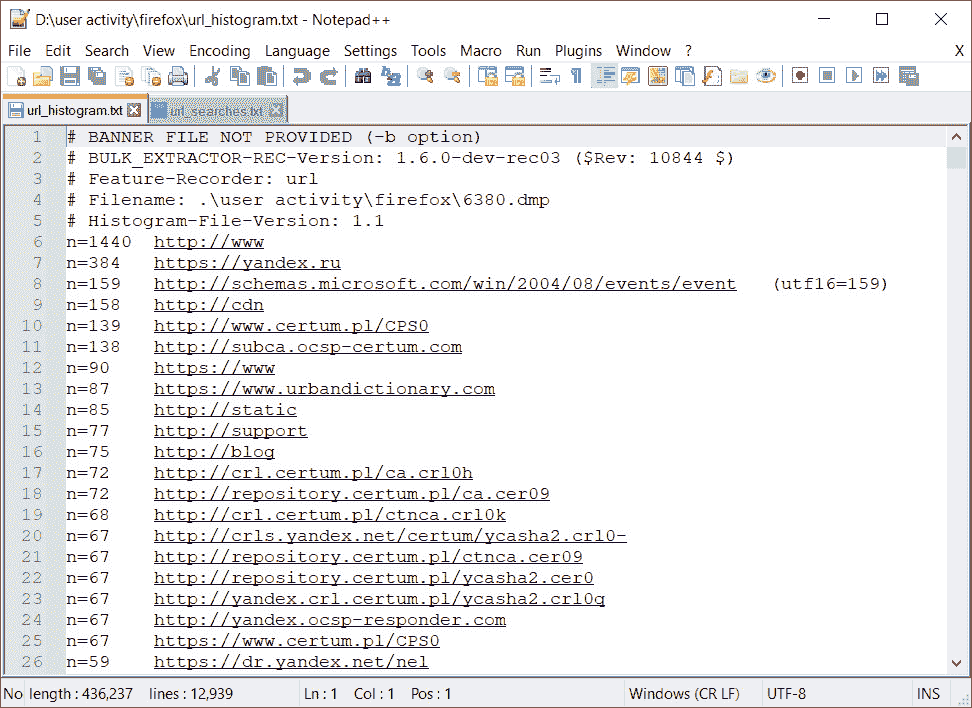 D:\user activity\firefox\url_histogram.txt - Notepad++
File Edit Search View Encoding Language Settings Tools Macro Run Plugins Window ? X
url_histogram.txt url_searches.txt
1 # BANNER FILE NOT PROVIDED (-b option)
2 # BULK_EXTRACTOR-REC-Version: 1.6.0-dev-rec03 ($Rev: 10844 $)
3 # Feature-Recorder: url
4 # Filename: .\user activity\firefox\6380.dmp
5 # Histogram-File-Version: 1.1
6 n=1440 http://www
7 n=384 https://yandex.ru
8 n=159 http://schemas.microsoft.com/win/2004/08/events/event (utf16=159)
9 n=158 http://cdn
10 n=139 http://www.certum.pl/CPS0
11 n=138 http://subca.ocsp-certum.com
12 n=90 https://www
13 n=87 https://www.urbandictionary.com
14 n=85 http://static
15 n=77 http://support
16 n=75 http://blog
17 n=72 http://crl.certum.pl/ca.crl0h
18 n=72 http://repository.certum.pl/ca.cer09
19 n=68 http://crl.certum.pl/ctnca.crl0k
20 n=67 http://crls.yandex.net/certum/ycasha2.crl0-
21 n=67 http://repository.certum.pl/ctnca.cer09
22 n=67 http://repository.certum.pl/ycasha2.cer0
23 n=67 http://yandex.crl.certum.pl/ycasha2.crl0q
24 n=67 http://yandex.ocsp-responder.com
25 n=67 https://www.certum.pl/CPS0
26 n=59 https://dr.yandex.net/nel
No length : 436,237 lines : 12,939 Ln : 1 Col : 1 Pos : 1 Windows (CR LF) UTF-8 INS